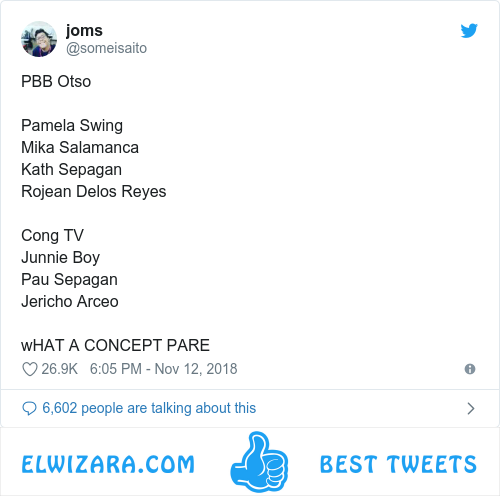 joms
@someisaito
PBB Otso
Pamela Swing
Mika Salamanca
Kath Sepagan
Rojean Delos Reyes
Cong TV
Junnie Boy
Pau Sepagan
Jericho Arceo
wHAT A CONCEPT PARE
26.9K 6:05 PM - Nov 12, 2018
6,602 people are talking about this
ELWIZARA.COM BEST TWEETS